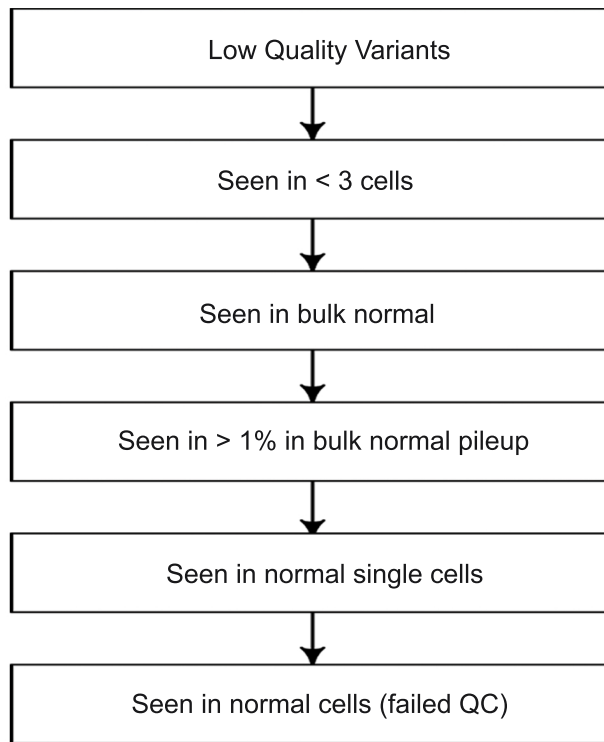 Low Quality Variants
Seen in < 3 cells
Seen in bulk normal
Seen in > 1% in bulk normal pileup
Seen in normal single cells
Seen in normal cells (failed QC)